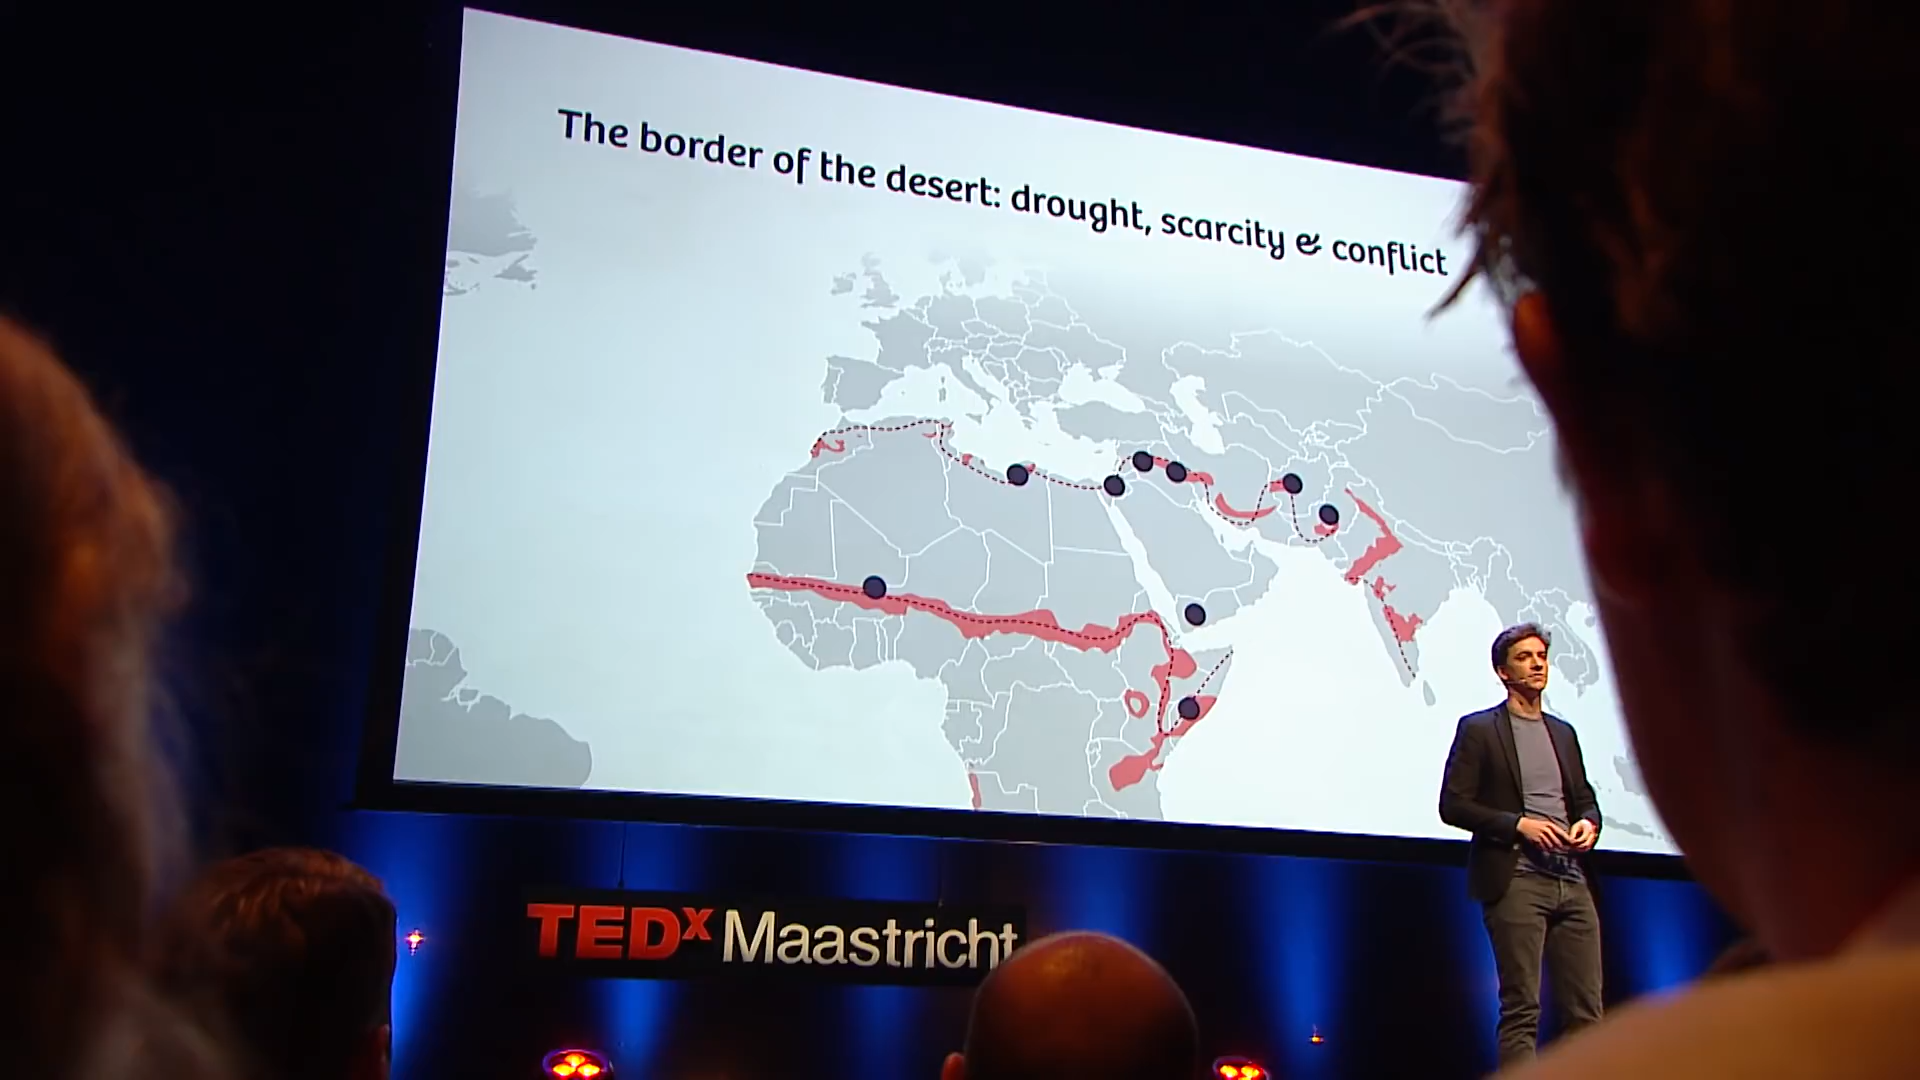 The border of the desert: drought, scarcity & conflict
TEDx Maastricht